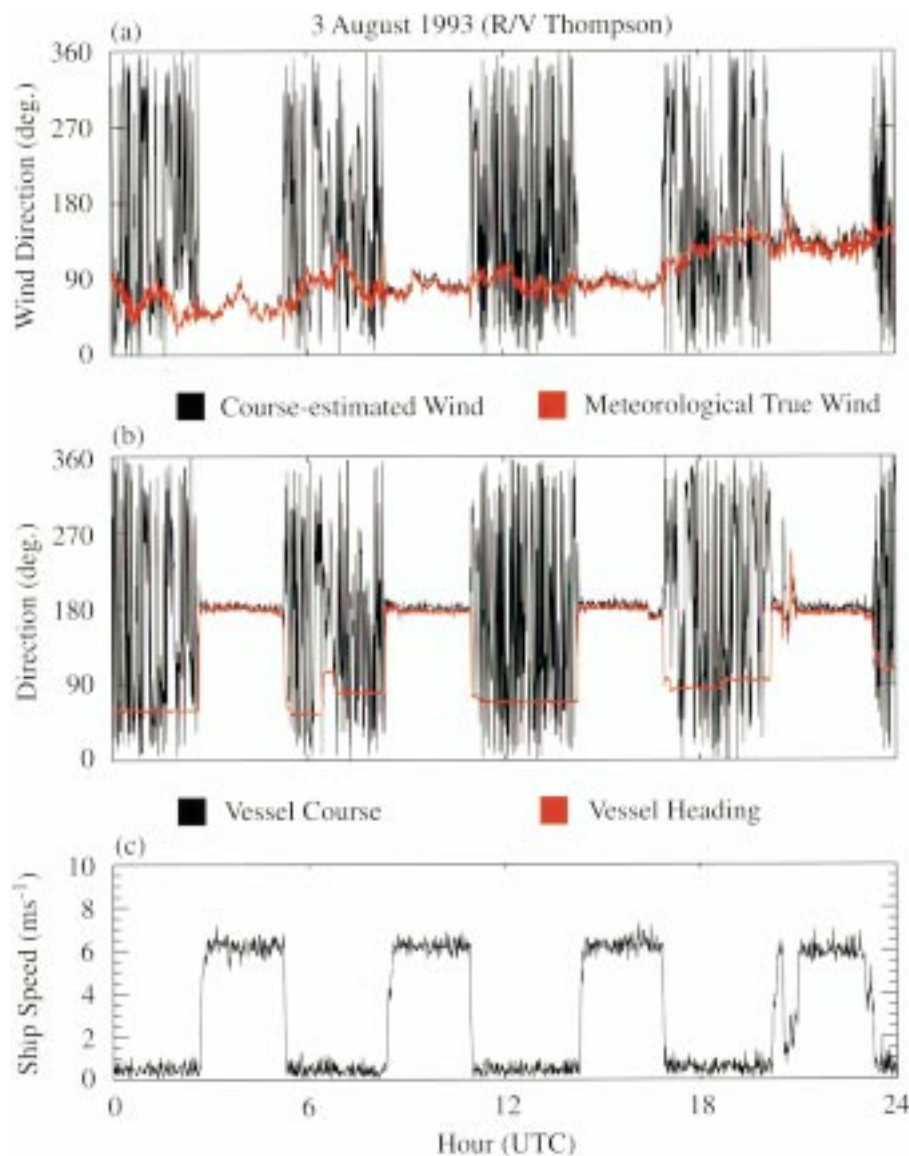 3 August 1993 (R/V Thompson)
(a)
360
270
180
90
0
Wind Direction (deg.)
Course-estimated Wind Meteorological True Wind
(b)
360
270
180
90
0
Direction (deg.)
Vessel Course Vessel Heading
(c)
10
8
6
4
2
0
Ship Speed (ms⁻¹)
0 6 12 18 24
Hour (UTC)